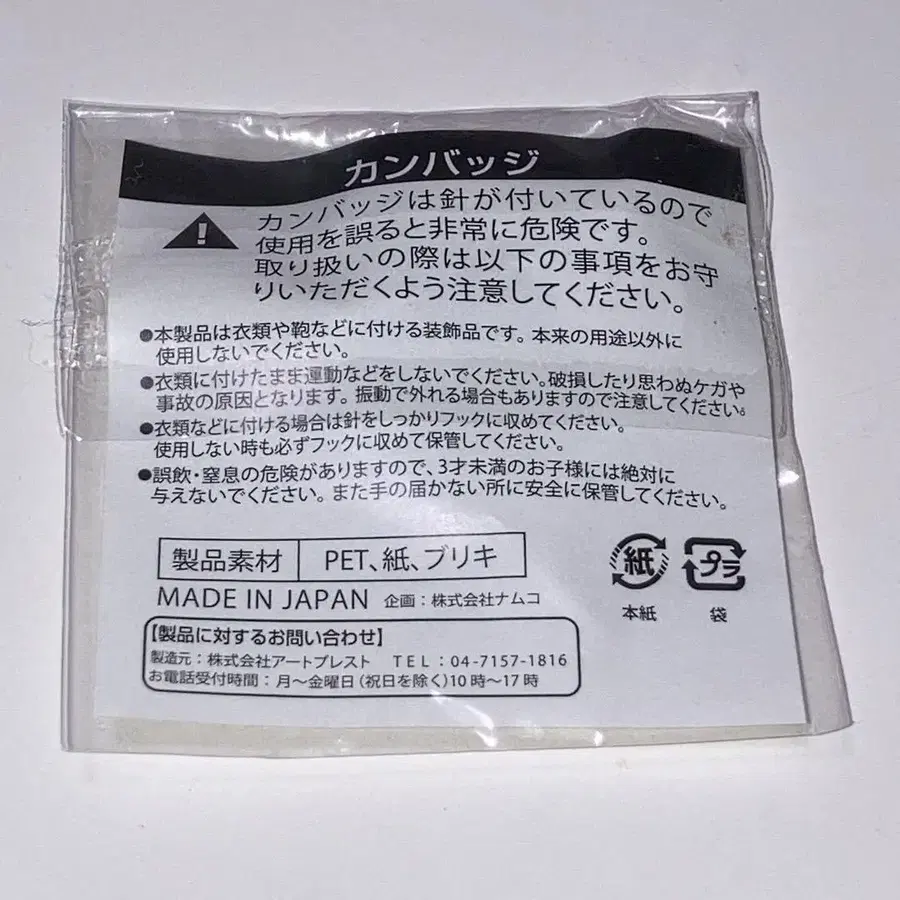 カンバッジ
カンバッジは針が付いているので
使用を誤ると非常に危険です。
取り扱いの際は以下の事項をお守
りいただくよう注意してください。
●本製品は衣類や鞄などに付ける装飾品です。本来の用途以外に
使用しないでください。
●衣類に付けたまま運動などをしないでください。破損したり思わぬケガや
事故の原因となります。振動で外れる場合もありますので注意してください。
●衣類などに付ける場合は針をしっかりフックに収めてください。
使用しない時も必ずフックに収めて保管してください。
●誤飲・窒息の危険がありますので、3才未満のお子様には絶対に
与えないでください。また手の届かない所に安全に保管してください。
製品素材 PET、紙、ブリキ
紙 プラ
本紙 袋
MADE IN JAPAN 企画：株式会社ナムコ
【製品に対するお問い合わせ】
製造元：株式会社アートプレスト TEL：04-7157-1816
お電話受付時間：月～金曜日（祝日を除く）10時～17時